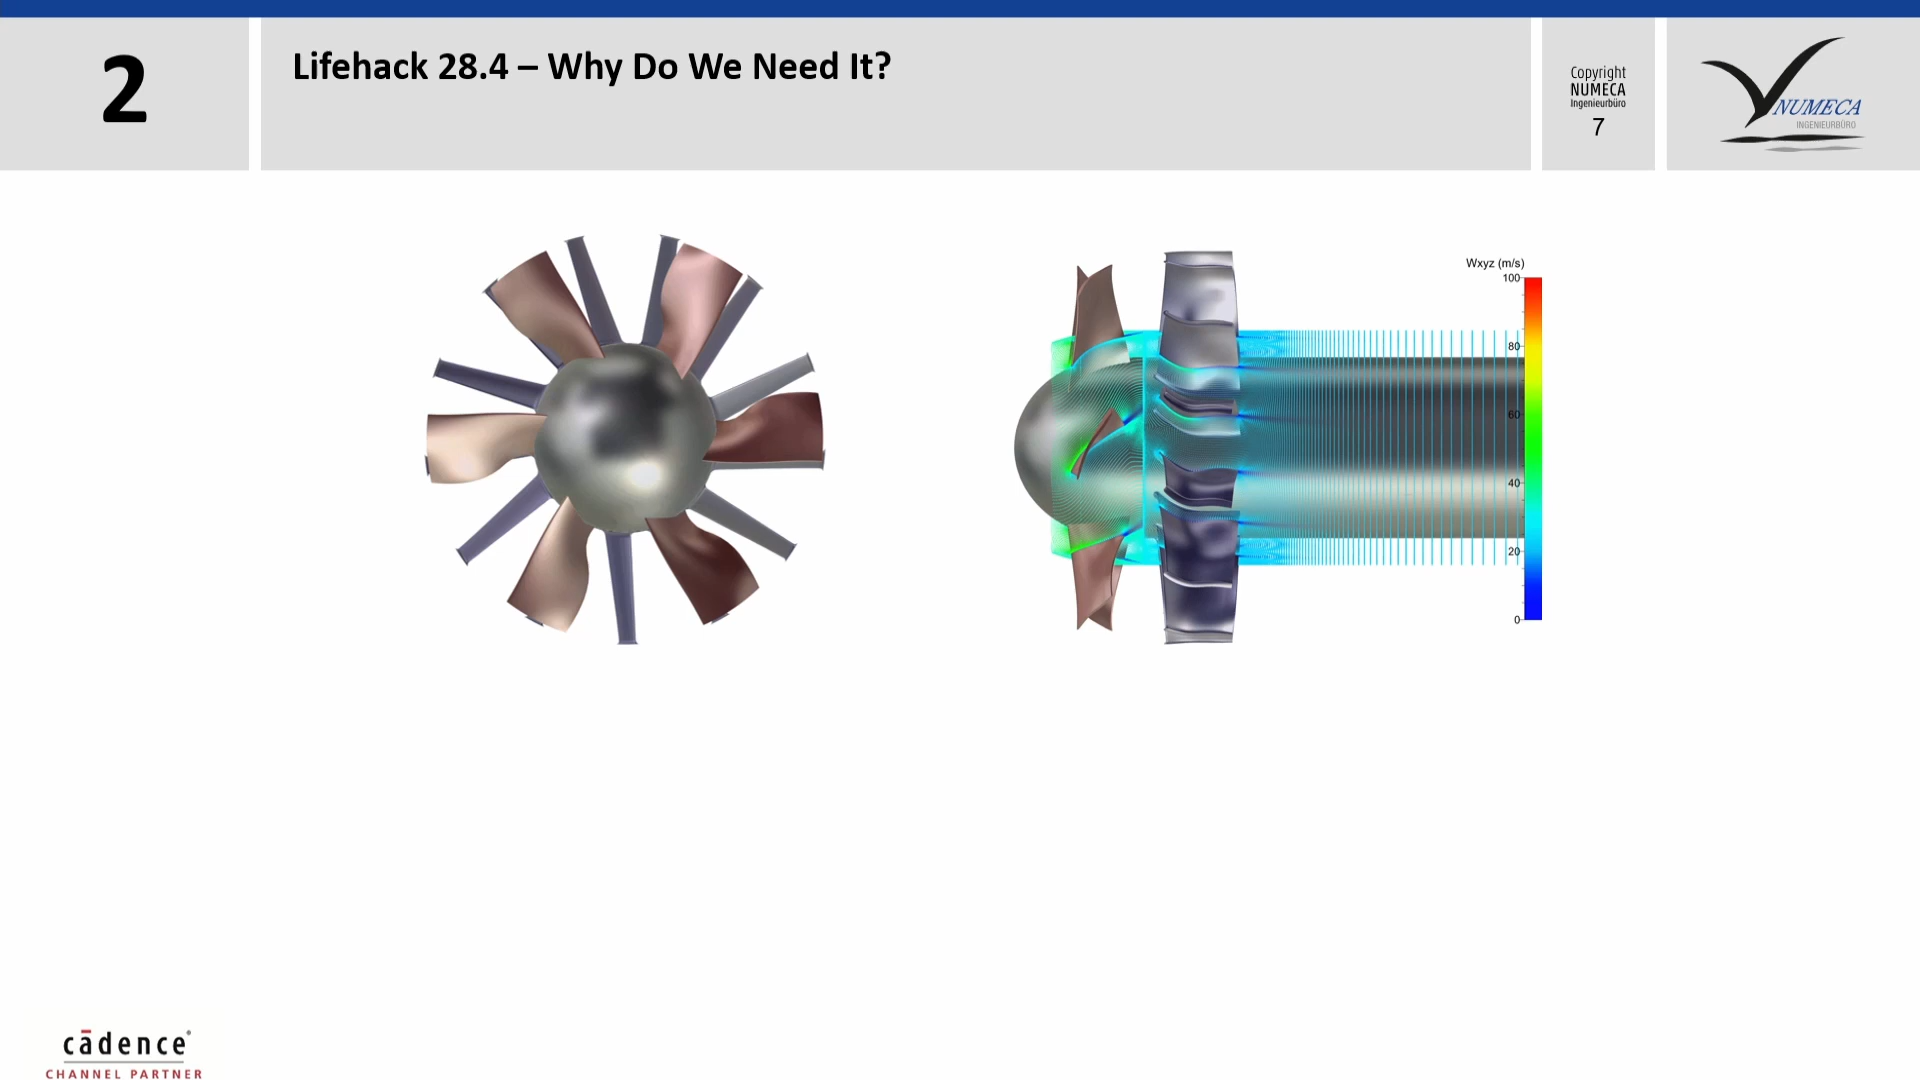 2
Lifehack 28.4 – Why Do We Need It?
Copyright
NUMECA
Ingenieurbüro
7
NUMECA
INGENIEURBÜRO
Wxyz (m/s)
100
80
60
40
20
0
cādence®
CHANNEL PARTNER